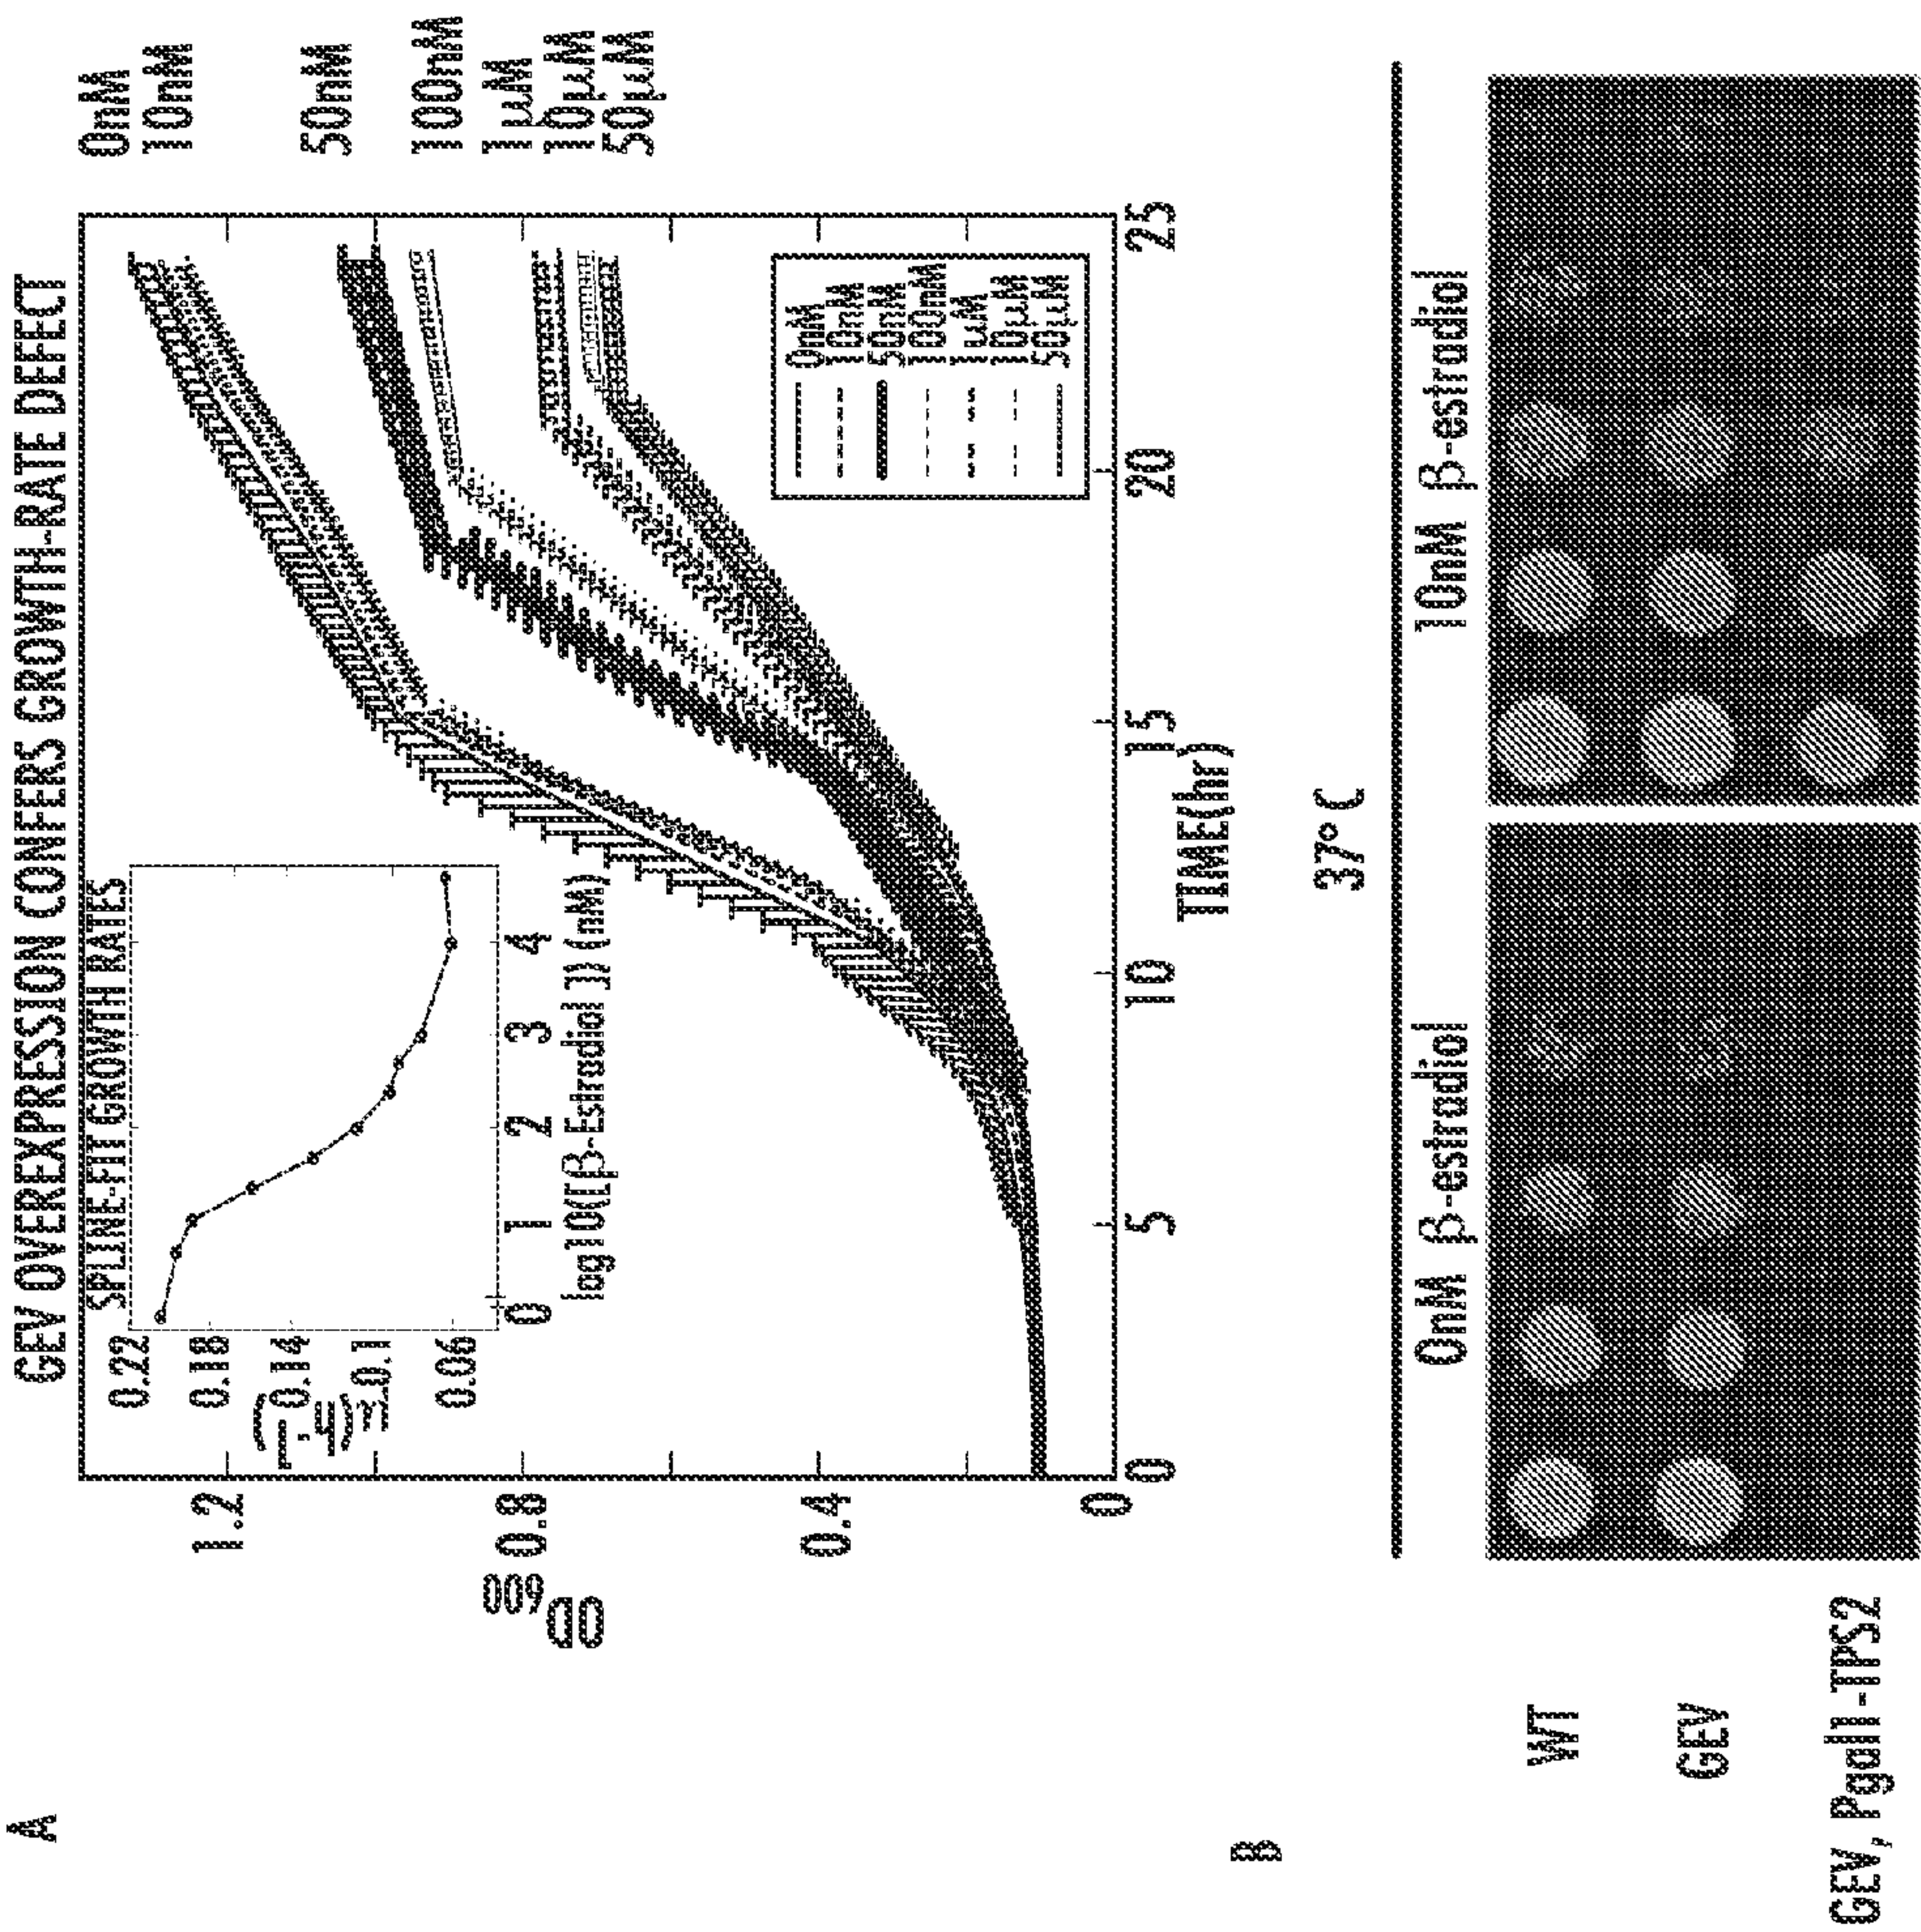 A
GEV OVEREXPRESSION CONFERS GROWTH-RATE DEFECT
SPLINE-FIT GROWTH RATES
0.22
0.18
0.14
0.1
0.06
μ(1/hr)
0 1 2 3 4
log10([β-Estradiol]) (nM)
OD600
1.2
0.8
0.4
0
0 5 10 15 20 25
TIME(hr)
0nM
10nM
50nM
100nM
1μM
10μM
50μM
0nM
10nM
50nM
100nM
1μM
10μM
50μM
B
37°C
0nM β-estradiol
10nM β-estradiol
WT
GEV
GEV, Pgal1-TPS2